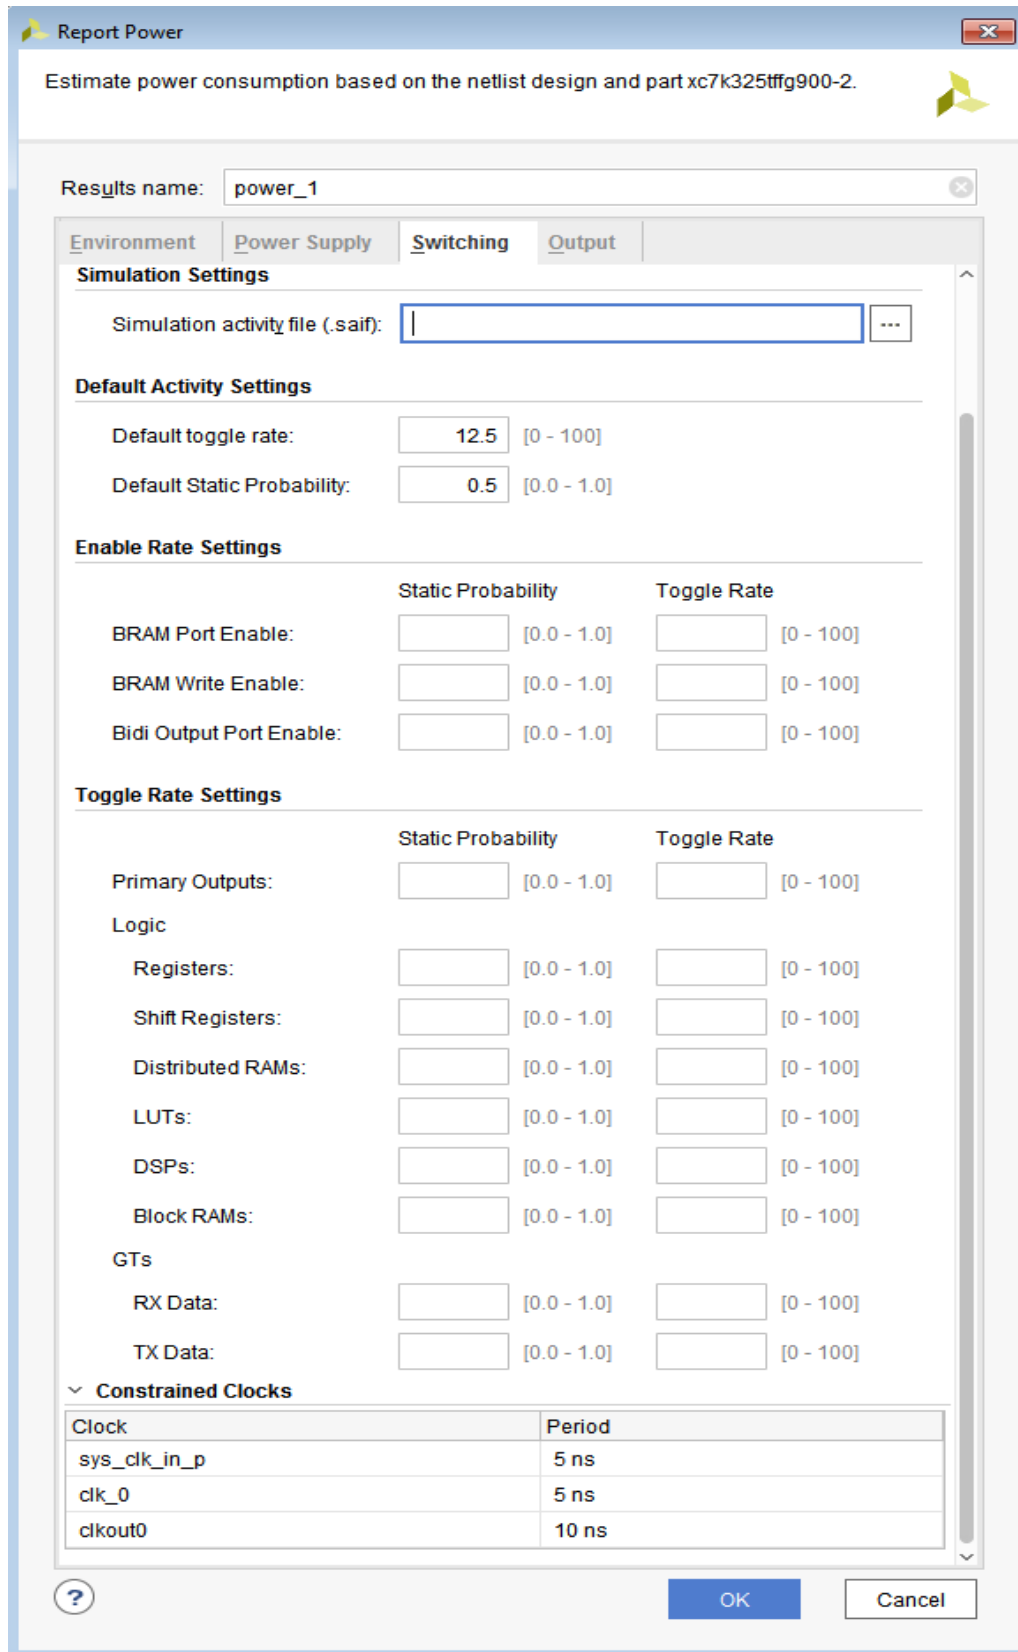 Report Power
Estimate power consumption based on the netlist design and part xc7k325tffg900-2.
Results name: power_1
Environment Power Supply Switching Output
Simulation Settings
Simulation activity file (.saif): ...
Default Activity Settings
Default toggle rate: 12.5 [0 - 100]
Default Static Probability: 0.5 [0.0 - 1.0]
Enable Rate Settings
Static Probability Toggle Rate
BRAM Port Enable: [0.0 - 1.0] [0 - 100]
BRAM Write Enable: [0.0 - 1.0] [0 - 100]
Bidi Output Port Enable: [0.0 - 1.0] [0 - 100]
Toggle Rate Settings
Static Probability Toggle Rate
Primary Outputs: [0.0 - 1.0] [0 - 100]
Logic
Registers: [0.0 - 1.0] [0 - 100]
Shift Registers: [0.0 - 1.0] [0 - 100]
Distributed RAMs: [0.0 - 1.0] [0 - 100]
LUTs: [0.0 - 1.0] [0 - 100]
DSPs: [0.0 - 1.0] [0 - 100]
Block RAMs: [0.0 - 1.0] [0 - 100]
GTs
RX Data: [0.0 - 1.0] [0 - 100]
TX Data: [0.0 - 1.0] [0 - 100]
Constrained Clocks
Clock Period
sys_clk_in_p 5 ns
clk_0 5 ns
clkout0 10 ns
? OK Cancel